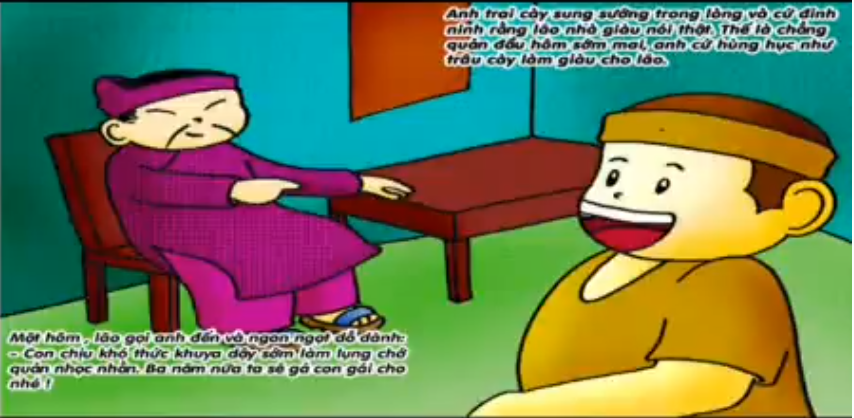 Một hôm , lão gọi anh đến và ngon ngọt dỗ dành:
- Con chịu khó thức khuya dậy sớm làm lụng chớ
quản nhọc nhằn. Ba năm nữa ta sẽ gả con gái cho
nhé !
Anh trai cày sung sướng trong lòng và cứ đinh
ninh rằng lão nhà giàu nói thật. Thế là chẳng
quản đầu hôm sớm mai, anh cứ hùng hục như
trâu cày làm giàu cho lão.